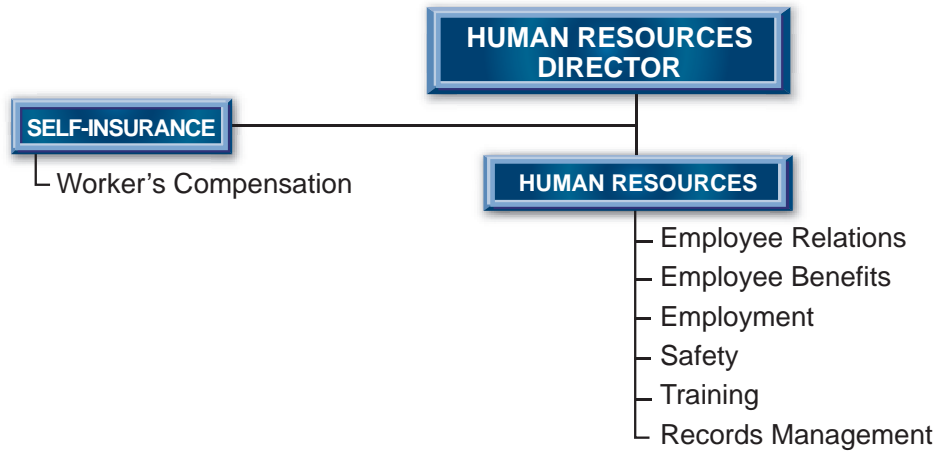 HUMAN RESOURCES
DIRECTOR
SELF-INSURANCE
Worker's Compensation
HUMAN RESOURCES
Employee Relations
Employee Benefits
Employment
Safety
Training
Records Management